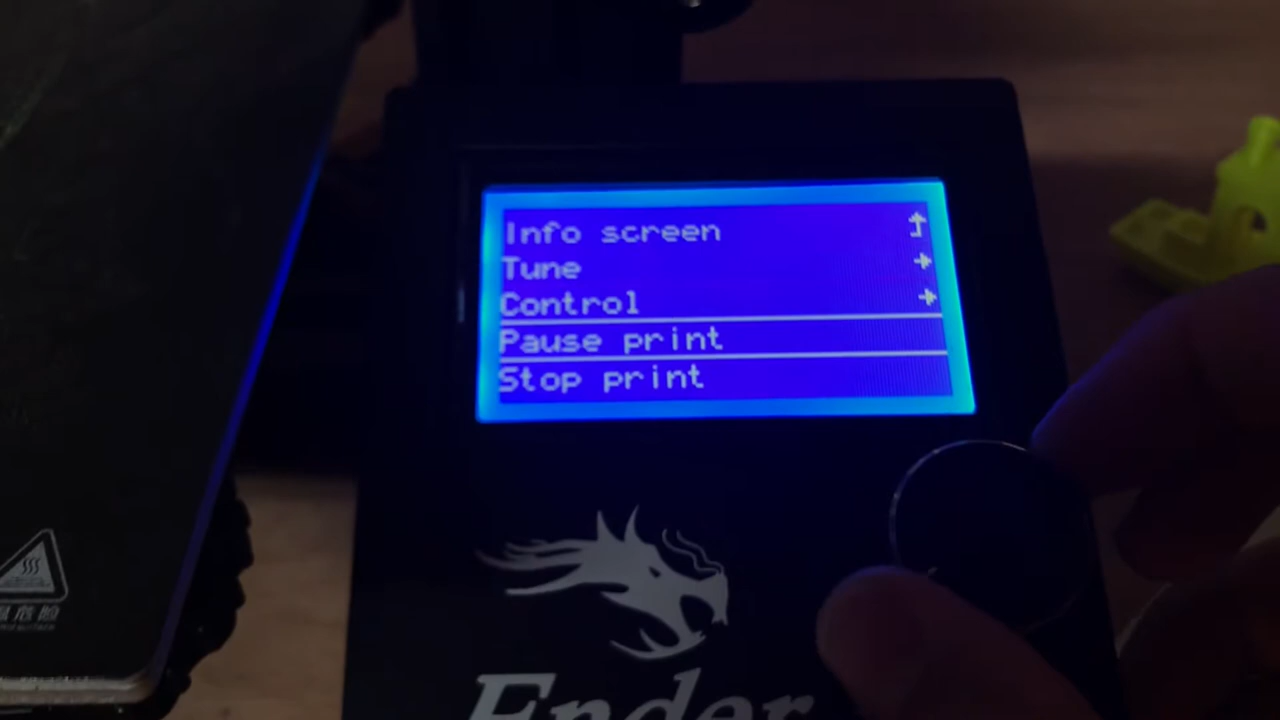 Info screen
Tune
Control
Pause print
Stop print
Ender